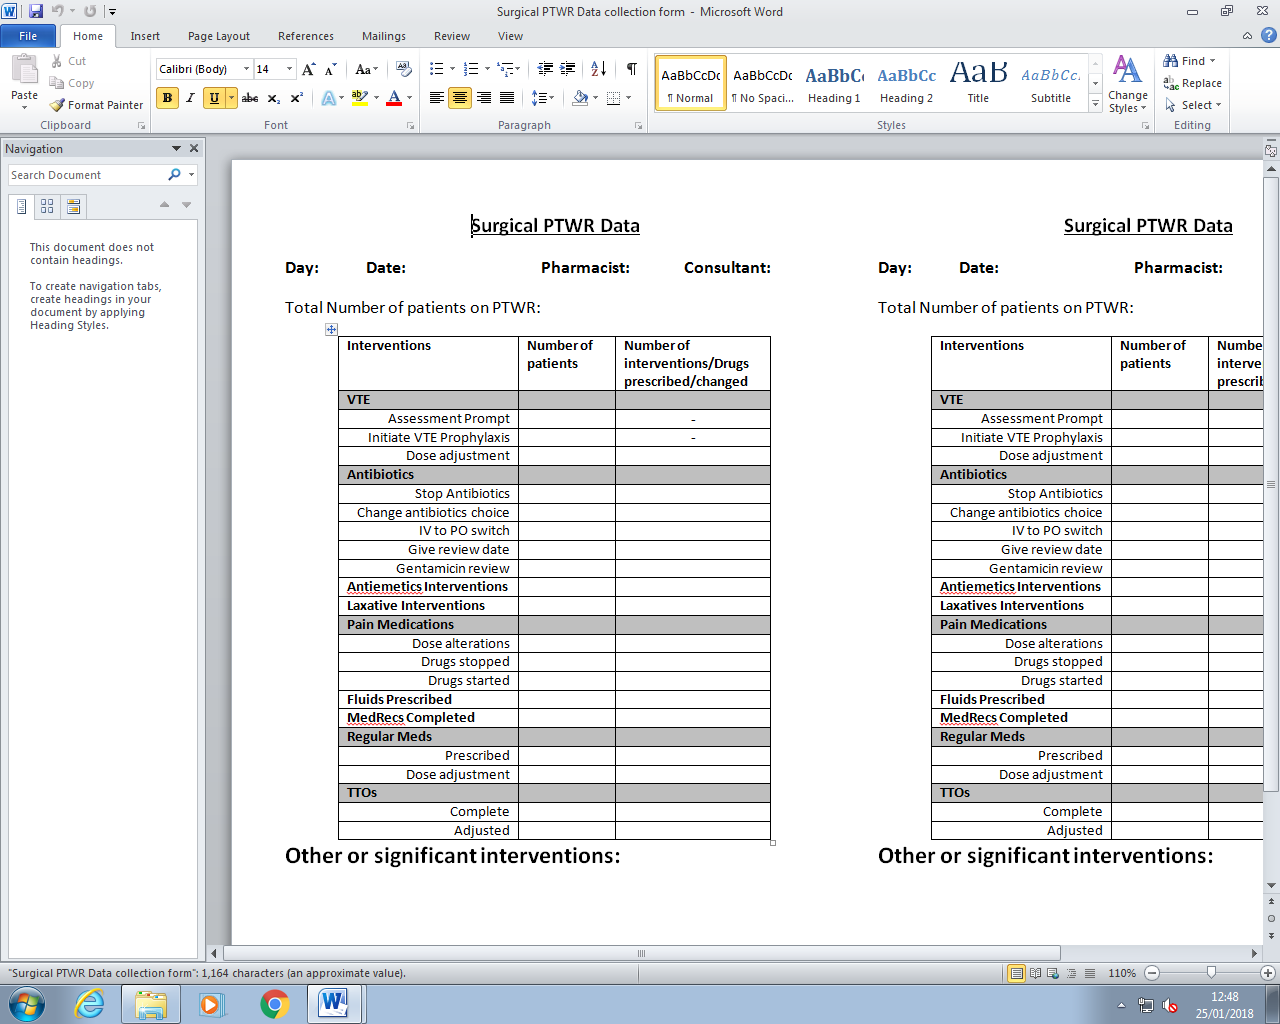 Surgical PTWR Data collection form - Microsoft Word
File Home Insert Page Layout References Mailings Review View
Paste
Cut
Copy
Format Painter
Clipboard
Calibri (Body) 14
Font
Paragraph
AaBbCcDc AaBbCcDc AaBbCc AaBbCc AaB AaBbCc.
¶ Normal ¶ No Spaci... Heading 1 Heading 2 Title Subtitle
Change Styles
Styles
Find
Replace
Select
Editing
Navigation
Search Document
This document does not
contain headings.
To create navigation tabs,
create headings in your
document by applying
Heading Styles.
Surgical PTWR Data
Day: Date: Pharmacist: Consultant:
Total Number of patients on PTWR:
Interventions Number of patients Number of interventions/Drugs prescribed/changed
VTE
Assessment Prompt -
Initiate VTE Prophylaxis -
Dose adjustment
Antibiotics
Stop Antibiotics
Change antibiotics choice
IV to PO switch
Give review date
Gentamicin review
Antiemetics Interventions
Laxative Interventions
Pain Medications
Dose alterations
Drugs stopped
Drugs started
Fluids Prescribed
MedRecs Completed
Regular Meds
Prescribed
Dose adjustment
TTOs
Complete
Adjusted
Other or significant interventions:
Surgical PTWR Data
Day: Date: Pharmacist:
Total Number of patients on PTWR:
Interventions Number of patients Numbe interve prescrib
VTE
Assessment Prompt
Initiate VTE Prophylaxis
Dose adjustment
Antibiotics
Stop Antibiotics
Change antibiotics choice
IV to PO switch
Give review date
Gentamicin review
Antiemetics Interventions
Laxatives Interventions
Pain Medications
Dose alterations
Drugs stopped
Drugs started
Fluids Prescribed
MedRecs Completed
Regular Meds
Prescribed
Dose adjustment
TTOs
Complete
Adjusted
Other or significant interventions:
"Surgical PTWR Data collection form": 1,164 characters (an approximate value).
110%
12:48
25/01/2018